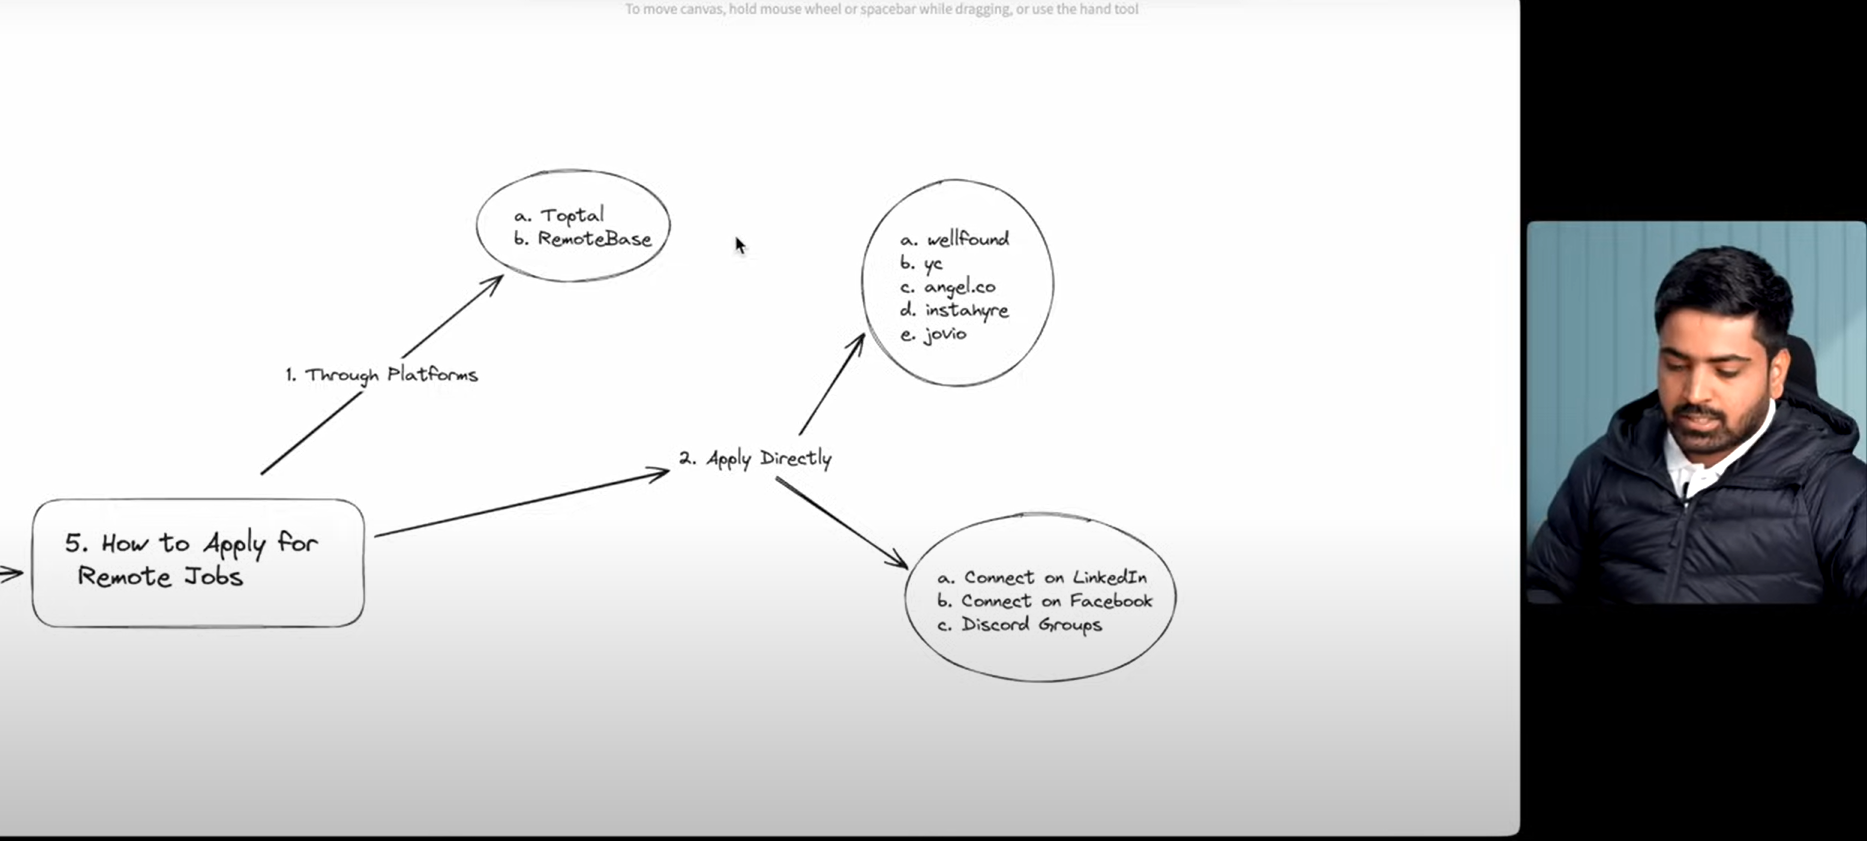 To move canvas, hold mouse wheel or spacebar while dragging, or use the hand tool
a. Toptal
b. RemoteBase
a. wellfound
b. yc
c. angel.co
d. instahyre
e. jovio
1. Through Platforms
2. Apply Directly
5. How to Apply for
Remote Jobs
a. Connect on LinkedIn
b. Connect on Facebook
c. Discord Groups